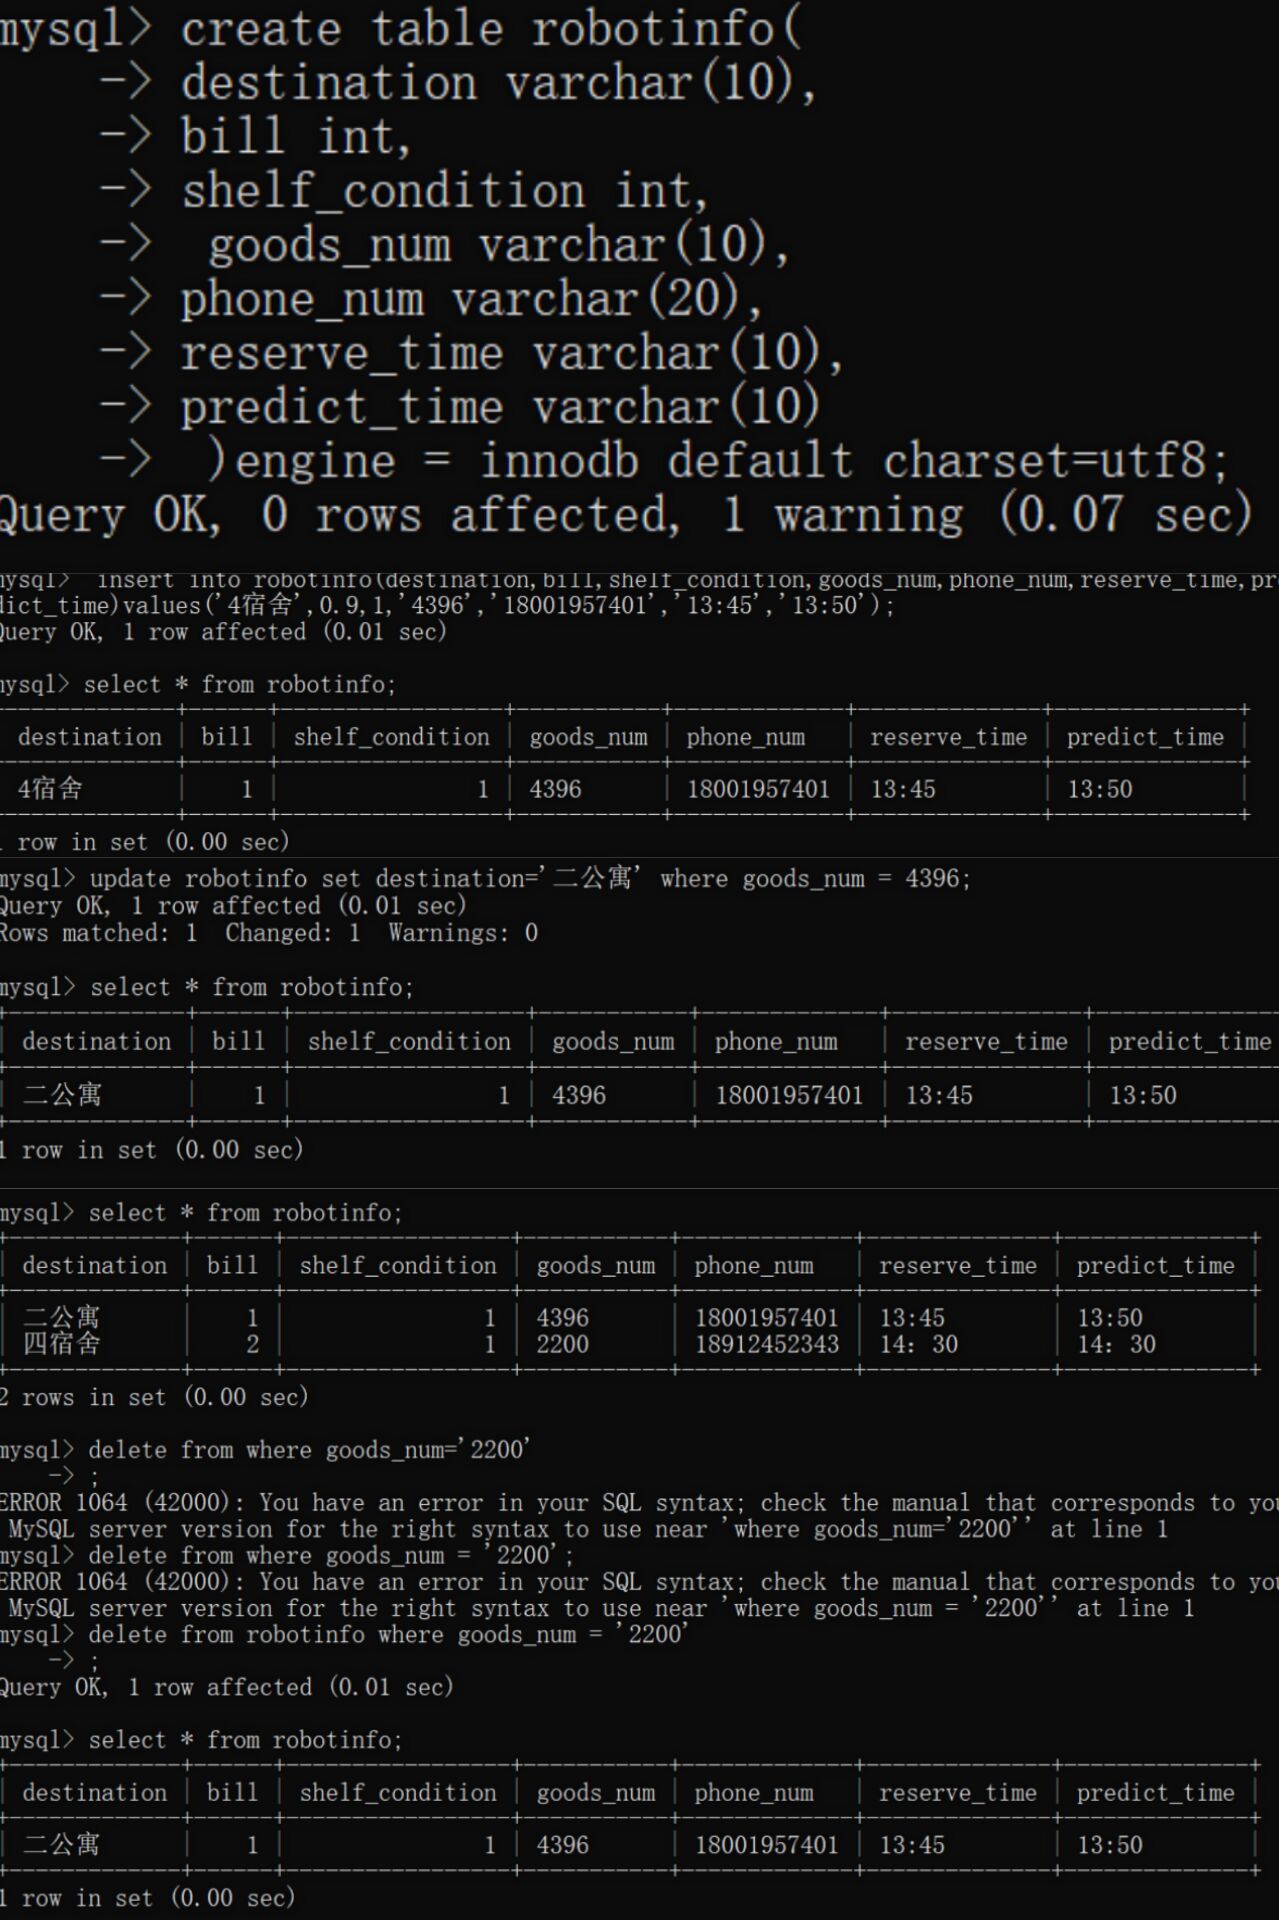 mysql> create table robotinfo(
-> destination varchar(10),
-> bill int,
-> shelf_condition int,
->  goods_num varchar(10),
-> phone_num varchar(20),
-> reserve_time varchar(10),
-> predict_time varchar(10)
->  )engine = innodb default charset=utf8;
Query OK, 0 rows affected, 1 warning (0.07 sec)
mysql>  insert into robotinfo(destination,bill,shelf_condition,goods_num,phone_num,reserve_time,pre
dict_time)values('4宿舍',0.9,1,'4396','18001957401','13:45','13:50');
Query OK, 1 row affected (0.01 sec)
mysql> select * from robotinfo;
destination | bill | shelf_condition | goods_num | phone_num | reserve_time | predict_time |
4宿舍 | 1 | 1 | 4396 | 18001957401 | 13:45 | 13:50 |
1 row in set (0.00 sec)
mysql> update robotinfo set destination='二公寓' where goods_num = 4396;
Query OK, 1 row affected (0.01 sec)
Rows matched: 1  Changed: 1  Warnings: 0
mysql> select * from robotinfo;
| destination | bill | shelf_condition | goods_num | phone_num | reserve_time | predict_time
| 二公寓 | 1 | 1 | 4396 | 18001957401 | 13:45 | 13:50
1 row in set (0.00 sec)
mysql> select * from robotinfo;
| destination | bill | shelf_condition | goods_num | phone_num | reserve_time | predict_time |
| 二公寓 | 1 | 1 | 4396 | 18001957401 | 13:45 | 13:50 |
| 四宿舍 | 2 | 1 | 2200 | 18912452343 | 14：30 | 14：30 |
2 rows in set (0.00 sec)
mysql> delete from where goods_num='2200'
-> ;
ERROR 1064 (42000): You have an error in your SQL syntax; check the manual that corresponds to you
MySQL server version for the right syntax to use near 'where goods_num='2200'' at line 1
mysql> delete from where goods_num = '2200';
ERROR 1064 (42000): You have an error in your SQL syntax; check the manual that corresponds to you
MySQL server version for the right syntax to use near 'where goods_num = '2200'' at line 1
mysql> delete from robotinfo where goods_num = '2200'
-> ;
Query OK, 1 row affected (0.01 sec)
mysql> select * from robotinfo;
| destination | bill | shelf_condition | goods_num | phone_num | reserve_time | predict_time |
| 二公寓 | 1 | 1 | 4396 | 18001957401 | 13:45 | 13:50 |
1 row in set (0.00 sec)